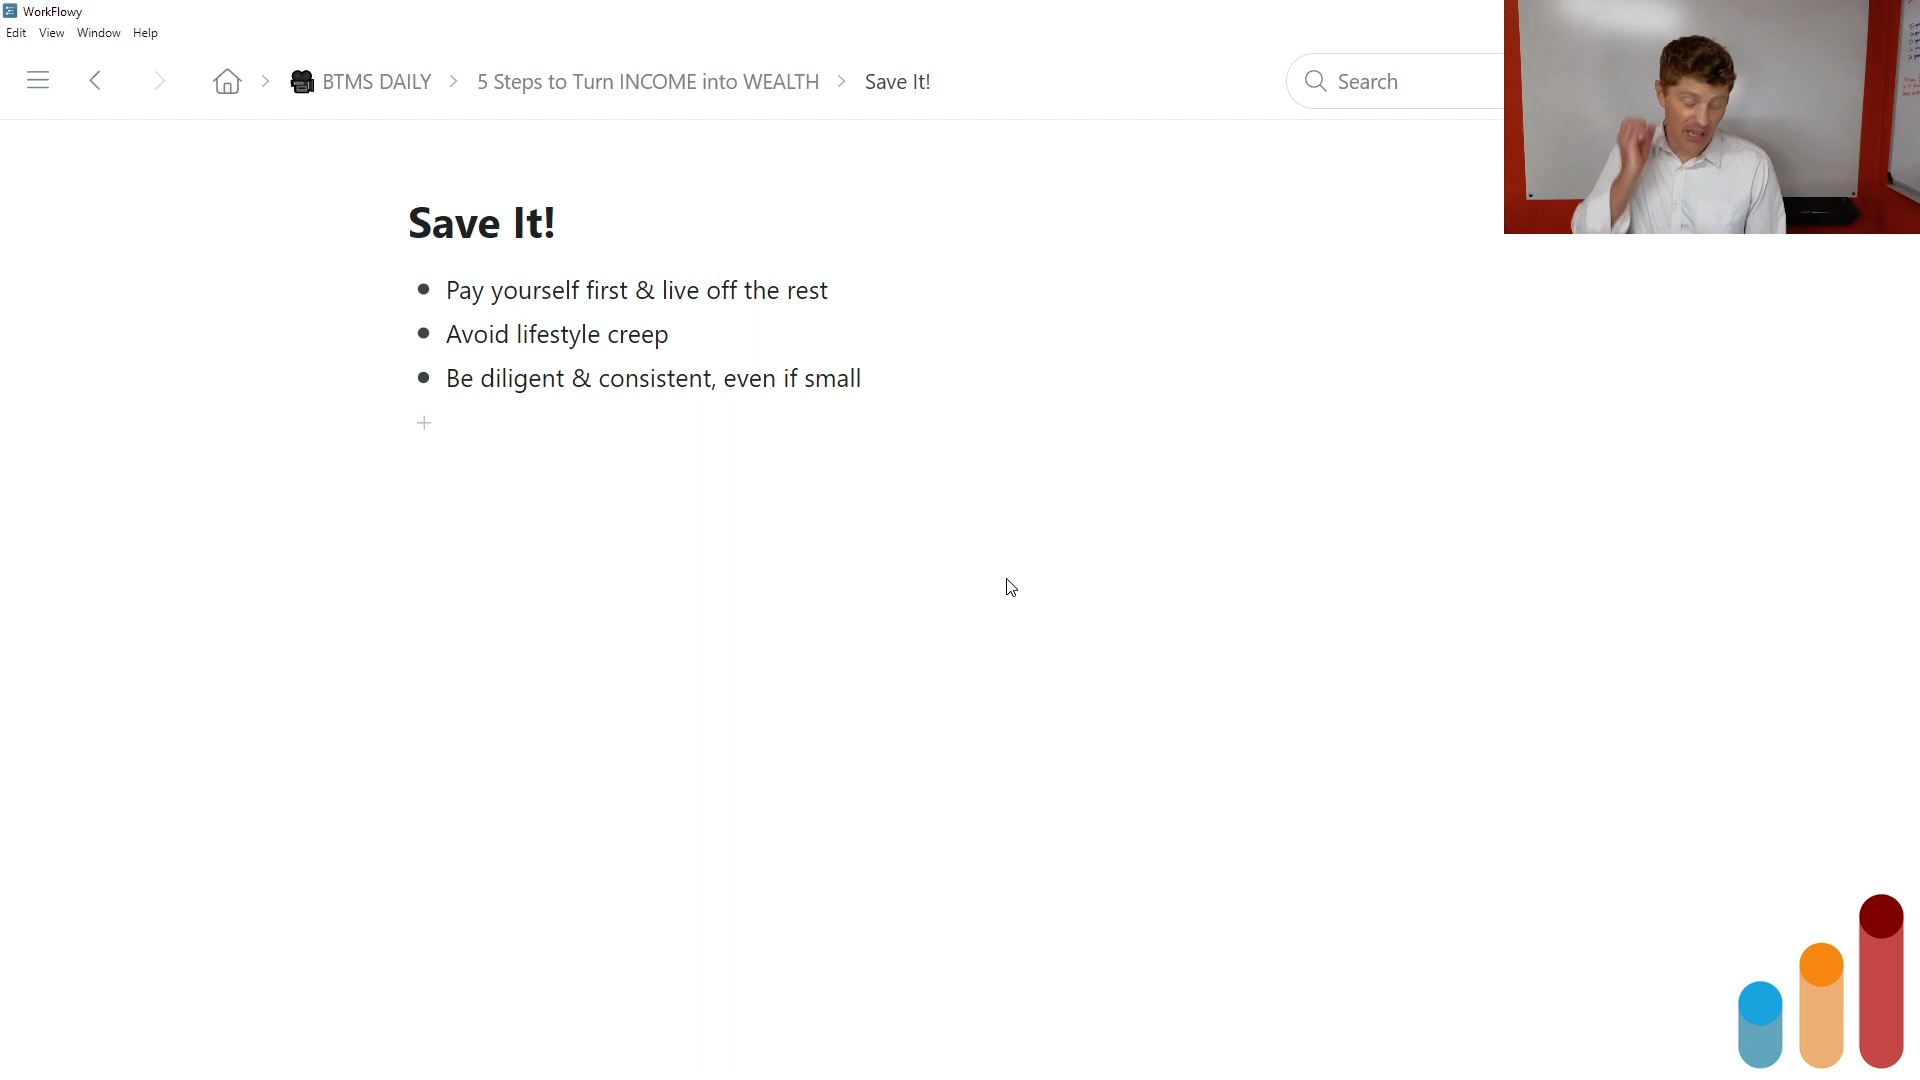 WorkFlowy
Edit View Window Help
BTMS DAILY > 5 Steps to Turn INCOME into WEALTH > Save It!
Search
Save It!
Pay yourself first & live off the rest
Avoid lifestyle creep
Be diligent & consistent, even if small